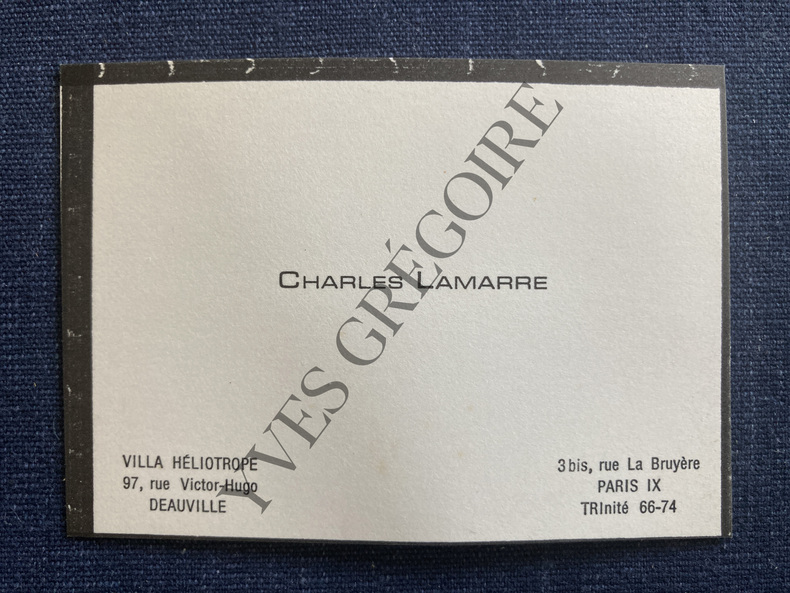 CHARLES LAMARRE
VILLA HÉLIOTROPE
97, rue Victor-Hugo
DEAUVILLE
3bis, rue La Bruyère
PARIS IX
TRInité 66-74
YVES GRÉGOIRE